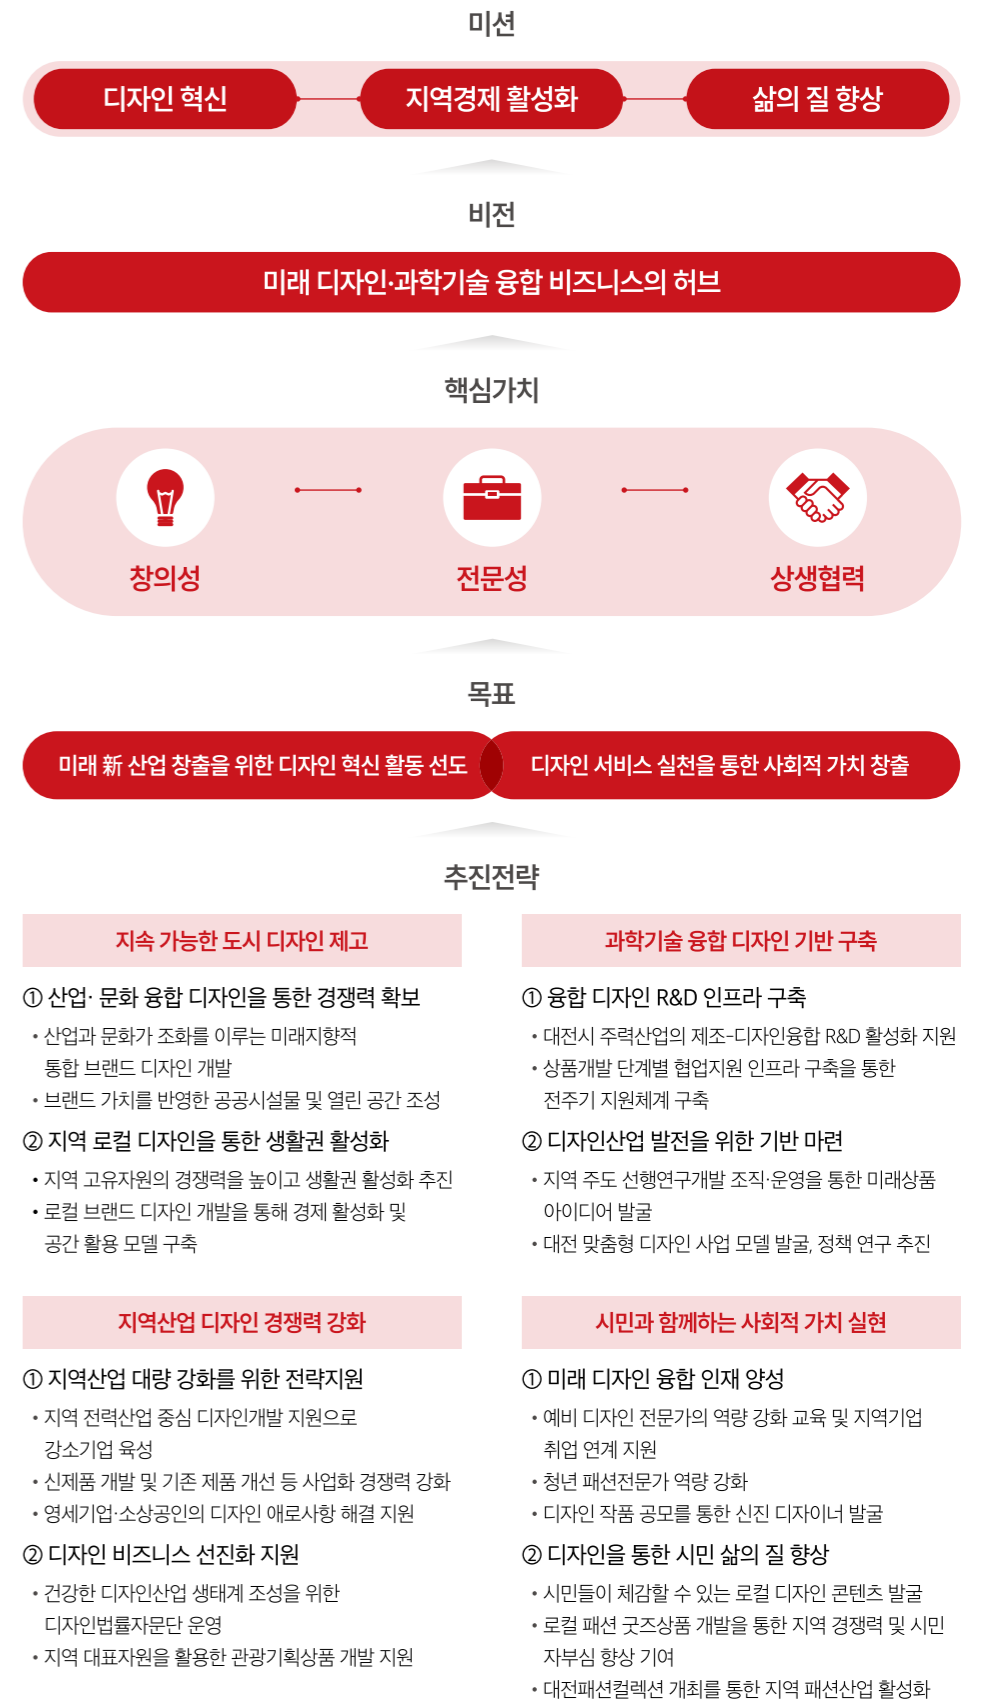 미션
디자인 혁신
지역경제 활성화
삶의 질 향상
비전
미래 디자인·과학기술 융합 비즈니스의 허브
핵심가치
창의성
전문성
상생협력
목표
미래 新 산업 창출을 위한 디자인 혁신 활동 선도
디자인 서비스 실천을 통한 사회적 가치 창출
추진전략
지속 가능한 도시 디자인 제고
① 산업· 문화 융합 디자인을 통한 경쟁력 확보
• 산업과 문화가 조화를 이루는 미래지향적
통합 브랜드 디자인 개발
• 브랜드 가치를 반영한 공공시설물 및 열린 공간 조성
② 지역 로컬 디자인을 통한 생활권 활성화
• 지역 고유자원의 경쟁력을 높이고 생활권 활성화 추진
• 로컬 브랜드 디자인 개발을 통해 경제 활성화 및
공간 활용 모델 구축
과학기술 융합 디자인 기반 구축
① 융합 디자인 R&D 인프라 구축
• 대전시 주력산업의 제조-디자인융합 R&D 활성화 지원
• 상품개발 단계별 협업지원 인프라 구축을 통한
전주기 지원체계 구축
② 디자인산업 발전을 위한 기반 마련
• 지역 주도 선행연구개발 조직·운영을 통한 미래상품
아이디어 발굴
• 대전 맞춤형 디자인 사업 모델 발굴, 정책 연구 추진
지역산업 디자인 경쟁력 강화
① 지역산업 대량 강화를 위한 전략지원
• 지역 전력산업 중심 디자인개발 지원으로
강소기업 육성
• 신제품 개발 및 기존 제품 개선 등 사업화 경쟁력 강화
• 영세기업·소상공인의 디자인 애로사항 해결 지원
② 디자인 비즈니스 선진화 지원
• 건강한 디자인산업 생태계 조성을 위한
디자인법률자문단 운영
• 지역 대표자원을 활용한 관광기획상품 개발 지원
시민과 함께하는 사회적 가치 실현
① 미래 디자인 융합 인재 양성
• 예비 디자인 전문가의 역량 강화 교육 및 지역기업
취업 연계 지원
• 청년 패션전문가 역량 강화
• 디자인 작품 공모를 통한 신진 디자이너 발굴
② 디자인을 통한 시민 삶의 질 향상
• 시민들이 체감할 수 있는 로컬 디자인 콘텐츠 발굴
• 로컬 패션 굿즈상품 개발을 통한 지역 경쟁력 및 시민
자부심 향상 기여
• 대전패션컬렉션 개최를 통한 지역 패션산업 활성화